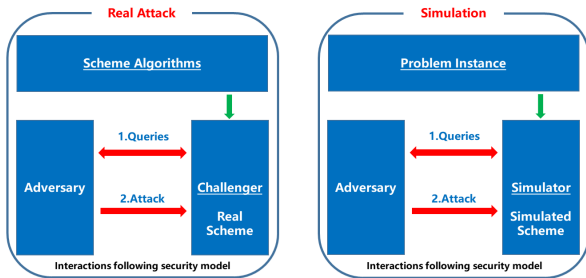 Real Attack
Scheme Algorithms
1.Queries
Adversary
Challenger
2.Attack
Real
Scheme
Interactions following security model
Simulation
Problem Instance
1.Queries
Adversary
Simulator
2.Attack
Simulated
Scheme
Interactions following security model